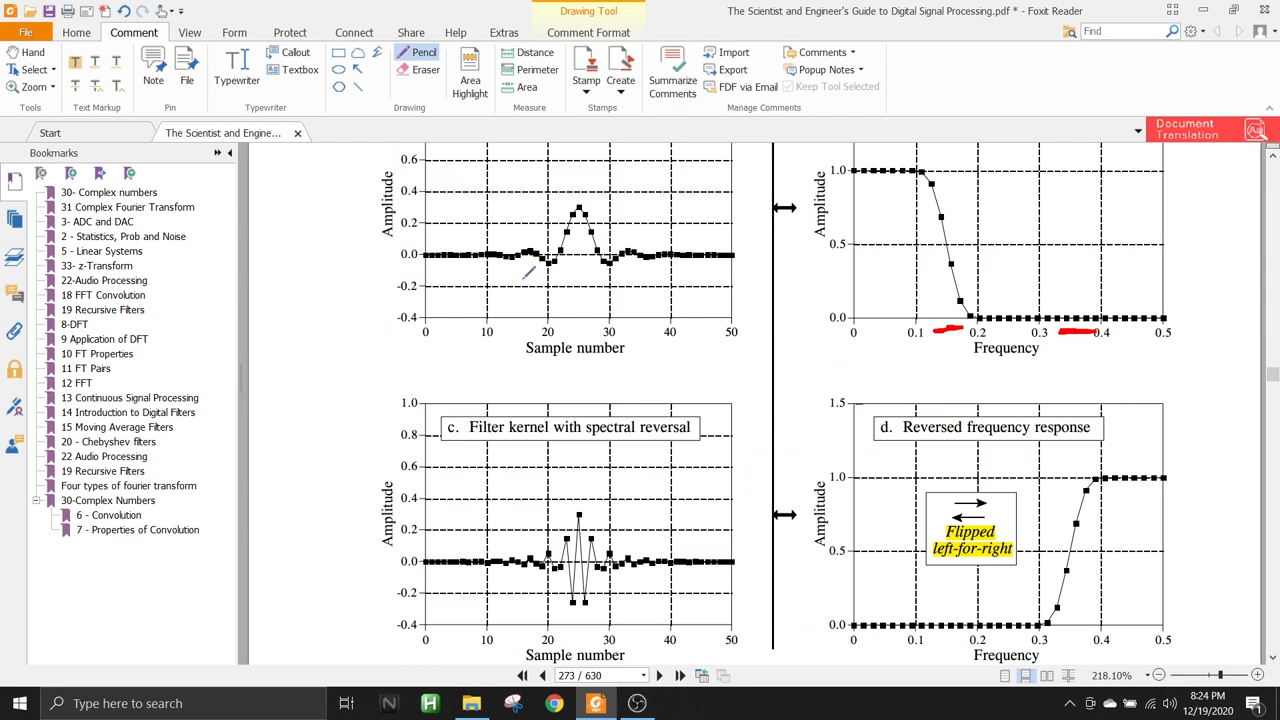 The Scientist and Engineer's Guide to Digital Signal Processing.pdf * - Foxit Reader
Drawing Tool
File Home Comment View Form Protect Connect Share Help Extras Comment Format
Find
Hand
Select
Zoom
Tools
Text Markup
Note
File
Pin
Typewriter
Callout
Textbox
Typewriter
Pencil
Eraser
Drawing
Area Highlight
Distance
Perimeter
Area
Measure
Stamp
Create
Stamps
Summarize Comments
Import
Export
FDF via Email
Comments
Popup Notes
Keep Tool Selected
Manage Comments
Start
The Scientist and Engine...
Document Translation
Bookmarks
30- Complex numbers
31 Complex Fourier Transform
3- ADC and DAC
2 - Statistics, Prob and Noise
5 - Linear Systems
33- z-Transform
22-Audio Processing
18 FFT Convolution
19 Recursive Filters
8-DFT
9 Application of DFT
10 FT Properties
11 FT Pairs
12 FFT
13 Continuous Signal Processing
14 Introduction to Digital Filters
15 Moving Average Filters
20 - Chebyshev filters
22 Audio Processing
19 Recursive Filters
Four types of fourier transform
30-Complex Numbers
6 - Convolution
7 - Properties of Convolution
Amplitude
0.6
0.4
0.2
0.0
-0.2
-0.4
0 10 20 30 40 50
Sample number
Amplitude
1.0
0.5
0.0
0 0.1 0.2 0.3 0.4 0.5
Frequency
c. Filter kernel with spectral reversal
Amplitude
1.0
0.8
0.6
0.4
0.2
0.0
-0.2
-0.4
0 10 20 30 40 50
Sample number
d. Reversed frequency response
Amplitude
1.5
1.0
0.5
0.0
Flipped
left-for-right
0 0.1 0.2 0.3 0.4 0.5
Frequency
273 / 630
218.10%
Type here to search
8:24 PM
12/19/2020